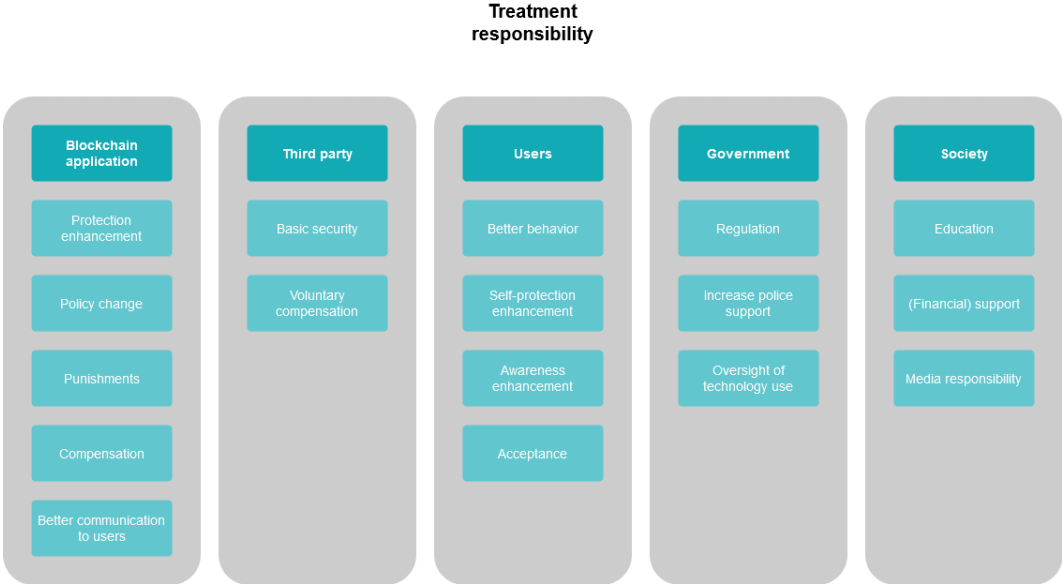 Treatment
responsibility
Blockchain
application
Protection
enhancement
Policy change
Punishments
Compensation
Better communication
to users
Third party
Basic security
Voluntary
compensation
Users
Better behavior
Self-protection
enhancement
Awareness
enhancement
Acceptance
Government
Regulation
Increase police
support
Oversight of
technology use
Society
Education
(Financial) support
Media responsibility